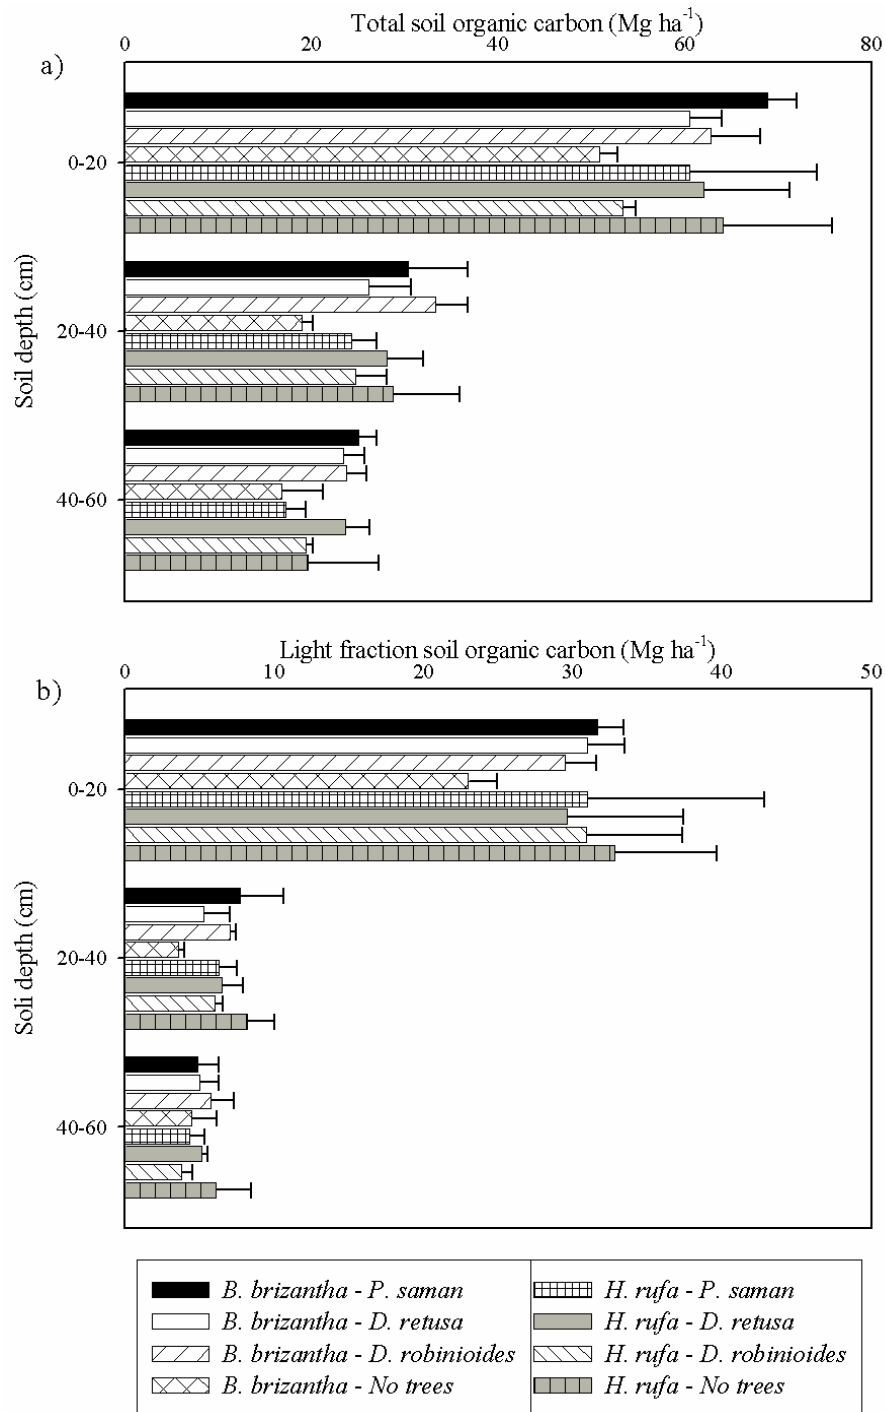 Total soil organic carbon (Mg ha⁻¹)
0 20 40 60 80
a)
0-20
20-40
40-60
Soil depth (cm)
Light fraction soil organic carbon (Mg ha⁻¹)
0 10 20 30 40 50
b)
0-20
20-40
40-60
Soli depth (cm)
B. brizantha - P. saman
B. brizantha - D. retusa
B. brizantha - D. robinioides
B. brizantha - No trees
H. rufa - P. saman
H. rufa - D. retusa
H. rufa - D. robinioides
H. rufa - No trees